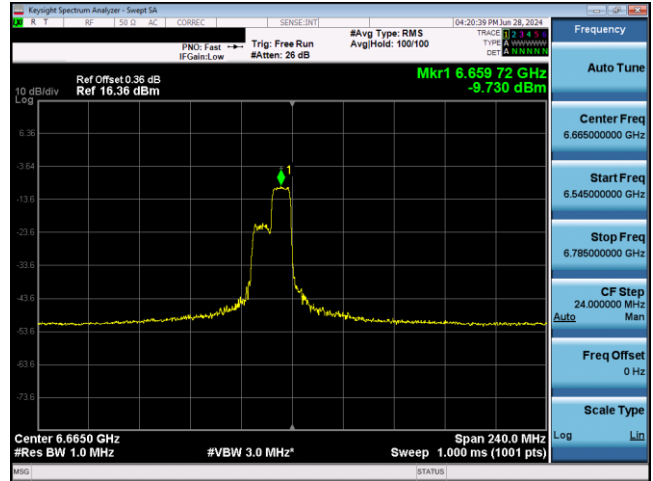 Keysight Spectrum Analyzer - Swept SA
R T RF 50 Ω AC CORREC SENSE:INT 04:20:39 PM Jun 28, 2024
Frequency
#Avg Type: RMS TRACE 1 2 3 4 5 6
PNO: Fast Trig: Free Run Avg|Hold: 100/100 TYPE A WWWWW
IFGain:Low #Atten: 26 dB DET A N N N N N
Auto Tune
Mkr1 6.659 72 GHz
Ref Offset 0.36 dB
10 dB/div Ref 16.36 dBm -9.730 dBm
Log
Center Freq
6.665000000 GHz
6.36
-3.64
1
Start Freq
6.545000000 GHz
-13.6
-23.6
Stop Freq
6.785000000 GHz
-33.6
-43.6
CF Step
24.000000 MHz
Auto Man
-53.6
-63.6
Freq Offset
0 Hz
-73.6
Scale Type
Log Lin
Center 6.6650 GHz Span 240.0 MHz
#Res BW 1.0 MHz #VBW 3.0 MHz* Sweep 1.000 ms (1001 pts)
MSG STATUS